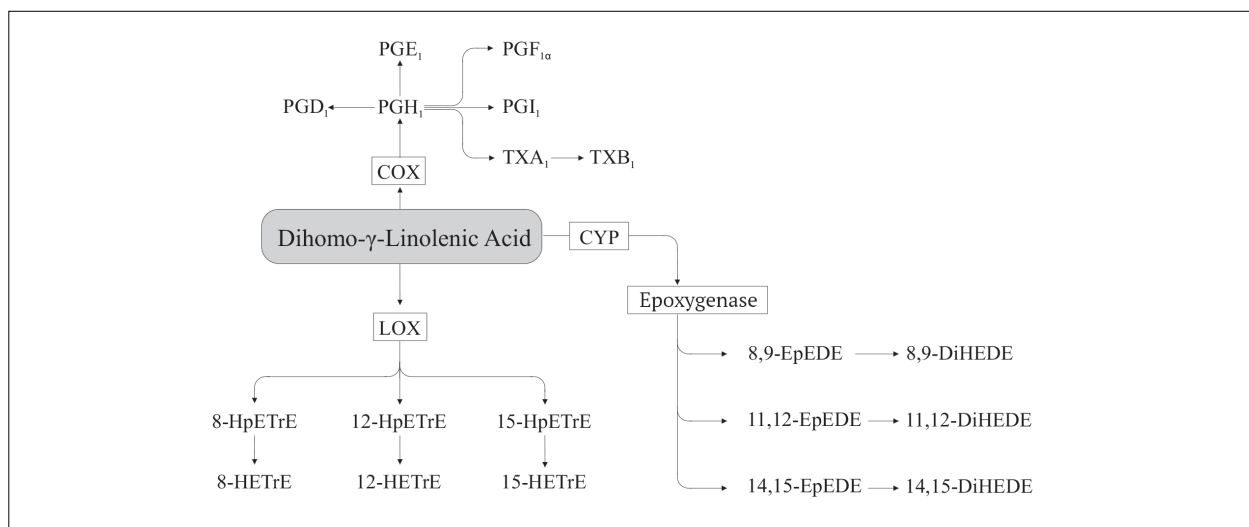 PGE₁
PGF₁α
PGD₁
PGH₁
PGI₁
TXA₁
TXB₁
COX
Dihomo-γ-Linolenic Acid
CYP
Epoxygenase
LOX
8,9-EpEDE
8,9-DiHEDE
8-HpETrE
12-HpETrE
15-HpETrE
11,12-EpEDE
11,12-DiHEDE
8-HETrE
12-HETrE
15-HETrE
14,15-EpEDE
14,15-DiHEDE